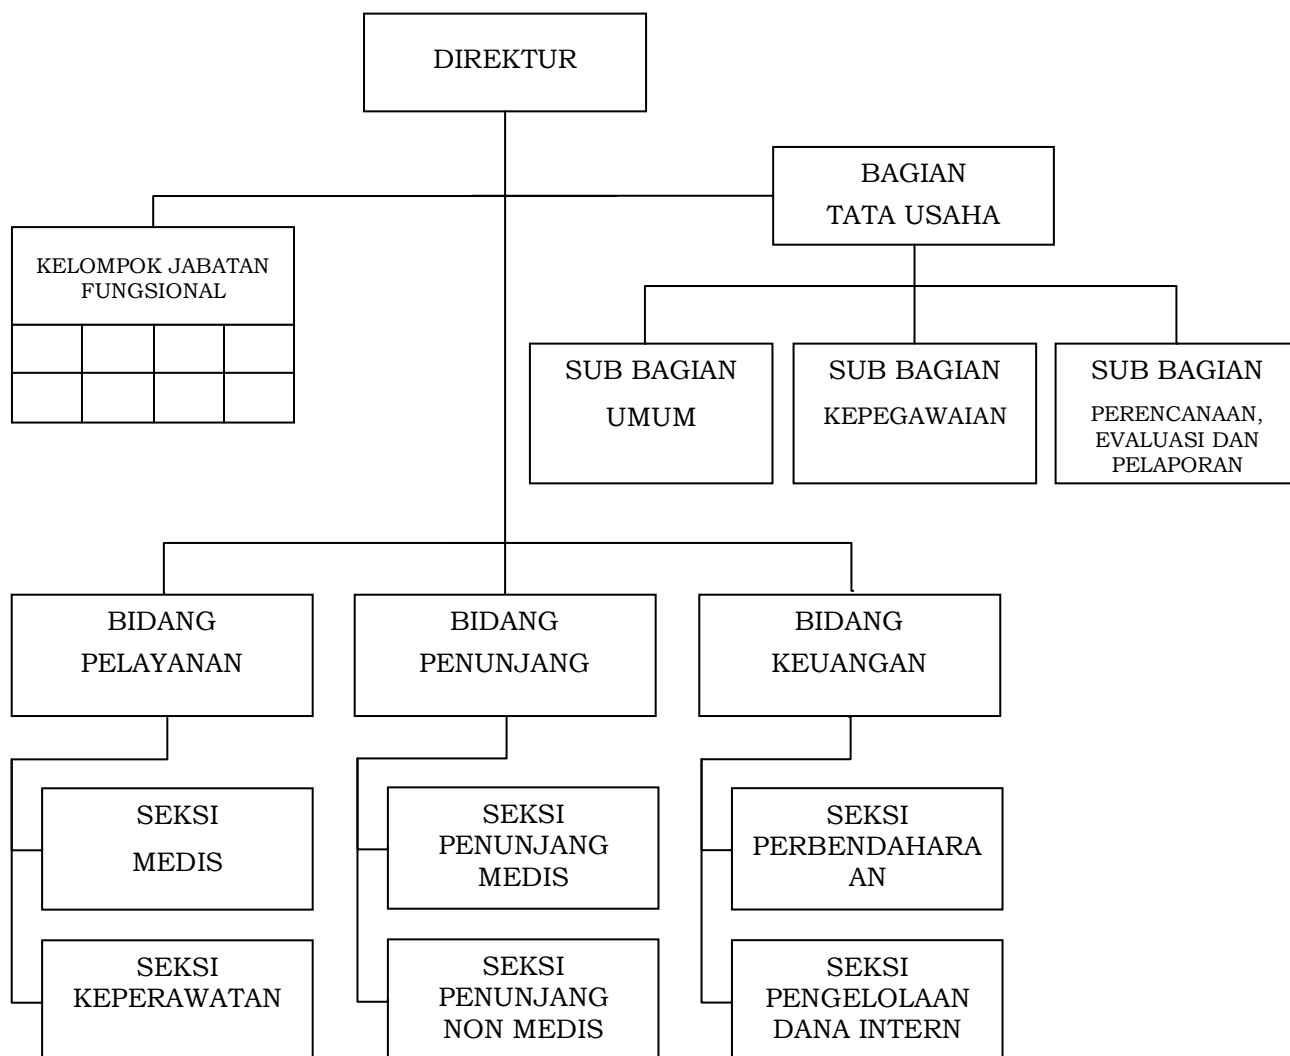 DIREKTUR
BAGIAN
TATA USAHA
KELOMPOK JABATAN
FUNGSIONAL
SUB BAGIAN
UMUM
SUB BAGIAN
KEPEGAWAIAN
SUB BAGIAN
PERENCANAAN,
EVALUASI DAN
PELAPORAN
BIDANG
PELAYANAN
BIDANG
PENUNJANG
BIDANG
KEUANGAN
SEKSI
MEDIS
SEKSI
PENUNJANG
MEDIS
SEKSI
PERBENDAHARA
AN
SEKSI
KEPERAWATAN
SEKSI
PENUNJANG
NON MEDIS
SEKSI
PENGELOLAAN
DANA INTERN